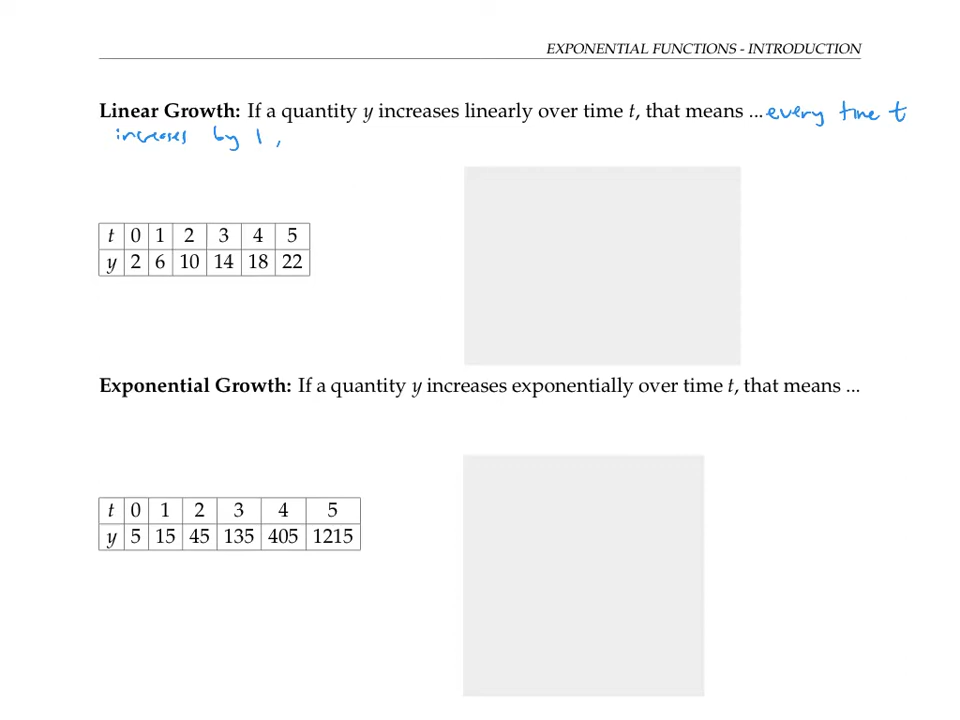 EXPONENTIAL FUNCTIONS - INTRODUCTION
Linear Growth: If a quantity y increases linearly over time t, that means ... every time t
increases by 1,
t 0 1 2 3 4 5
y 2 6 10 14 18 22
Exponential Growth: If a quantity y increases exponentially over time t, that means ...
t 0 1 2 3 4 5
y 5 15 45 135 405 1215